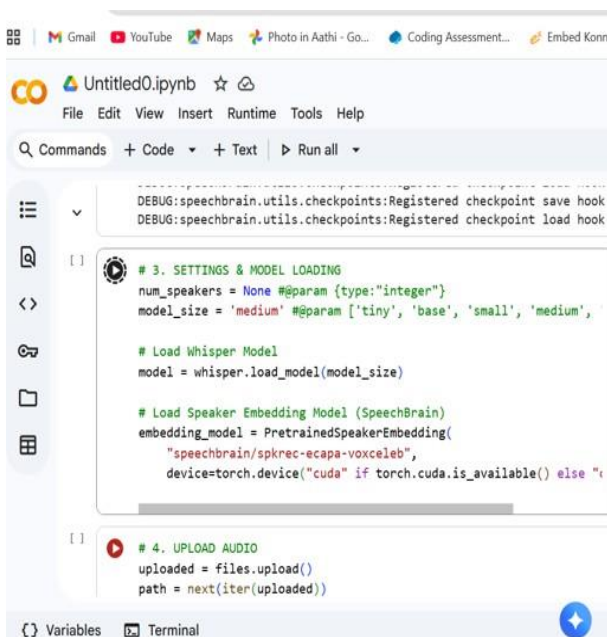 Gmail YouTube Maps Photo in Aathi - Go... Coding Assessment... Embed Konn
CO Untitled0.ipynb
File Edit View Insert Runtime Tools Help
Commands + Code + Text Run all
DEBUG:speechbrain.utils.checkpoints:Registered checkpoint save hook
DEBUG:speechbrain.utils.checkpoints:Registered checkpoint load hook
[ ] # 3. SETTINGS & MODEL LOADING
num_speakers = None #@param {type:"integer"}
model_size = 'medium' #@param ['tiny', 'base', 'small', 'medium', '
# Load Whisper Model
model = whisper.load_model(model_size)
# Load Speaker Embedding Model (SpeechBrain)
embedding_model = PretrainedSpeakerEmbedding(
"speechbrain/spkrec-ecapa-voxceleb",
device=torch.device("cuda" if torch.cuda.is_available() else "c
[ ] # 4. UPLOAD AUDIO
uploaded = files.upload()
path = next(iter(uploaded))
{} Variables Terminal